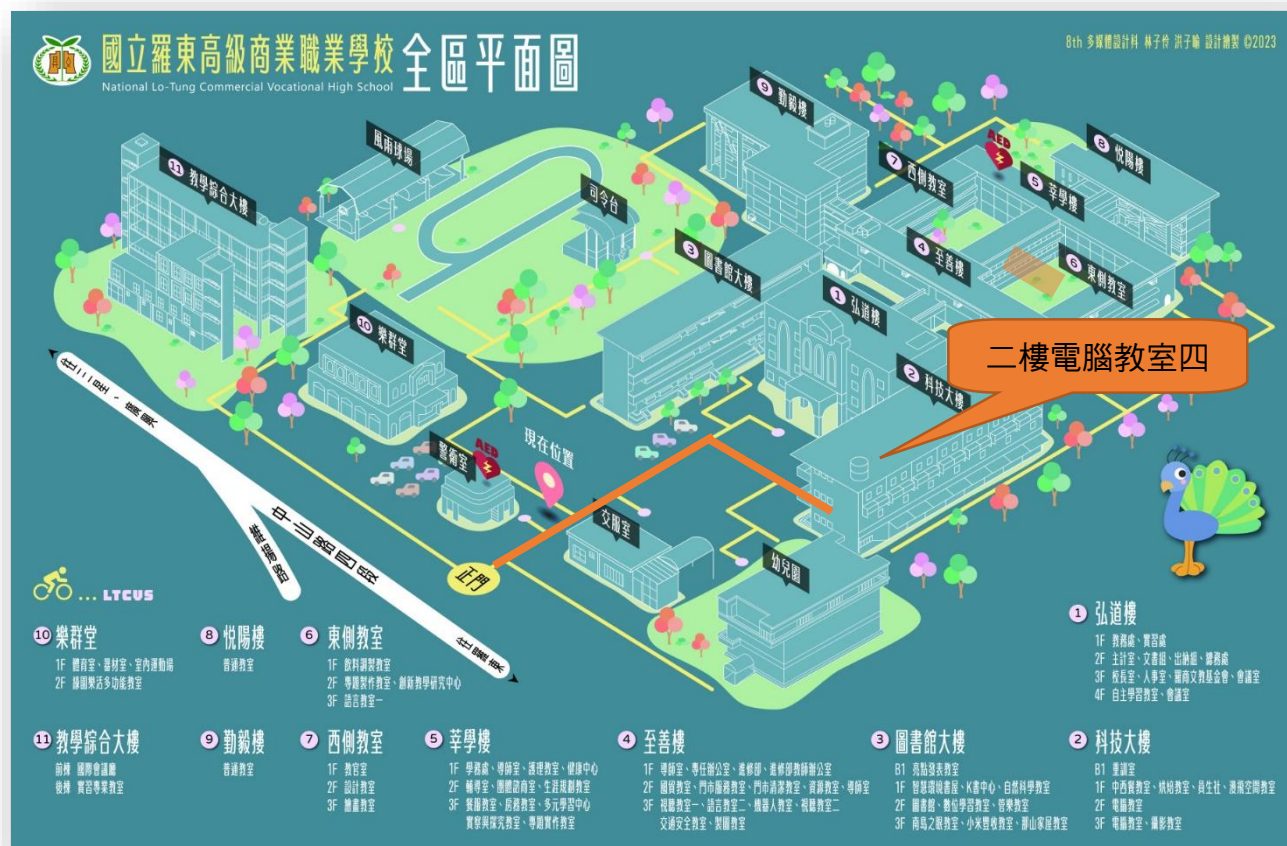 國立羅東高級商業職業學校 全區平面圖
National Lo-Tung Commercial Vocational High School
8th 多媒體設計科 林子伶 洪子喻 設計繪製 ©2023
⑨ 勤毅樓
風雨球場
⑪ 教學綜合大樓
司令台
AED
⑦ 西側教室
⑧ 悅陽樓
⑤ 莘學樓
③ 圖書館大樓
④ 至善樓
⑥ 東側教室
① 弘道樓
⑩ 樂群堂
二樓電腦教室四
② 科技大樓
往三星、廣興
警衛室
AED
現在位置
交服室
中山路四段
正門
幼兒園
往羅東
... LTCVS
⑩ 樂群堂
1F 體育室、器材室、室內運動場
2F 綠園樂活多功能教室
⑧ 悅陽樓
普通教室
⑥ 東側教室
1F 飲料調製教室
2F 專題製作教室、創新教學研究中心
3F 語言教室一
① 弘道樓
1F 教務處、實習處
2F 主計室、文書組、出納組、總務處
3F 校長室、人事室、羅商文教基金會、會議室
4F 自主學習教室、會議室
⑪ 教學綜合大樓
前棟 國際會議廳
後棟 實習專業教室
⑨ 勤毅樓
普通教室
⑦ 西側教室
1F 教官室
2F 設計教室
3F 繪畫教室
⑤ 莘學樓
1F 學務處、導師室、護理教室、健康中心
2F 輔導室、團體諮商室、生涯規劃教室
3F 餐服教室、房務教室、多元學習中心
實察與探究教室、專題實作教室
④ 至善樓
1F 導師室、專任辦公室、進修部、進修部教師辦公室
2F 國貿教室、門市服務教室、門市清潔教室、資源教室、導師室
3F 視聽教室一、語言教室二、機器人教室、視聽教室二
交通安全教室、製圖教室
③ 圖書館大樓
B1 亮點發表教室
1F 智慧環境書屋、K書中心、自然科學教室
2F 圖書館、數位學習教室、管樂教室
3F 南島之眼教室、小米豐收教室、那山家屋教室
② 科技大樓
B1 重訓室
1F 中西餐教室、烘焙教室、員生社、漫飛空間教室
2F 電腦教室
3F 電腦教室、攝影教室